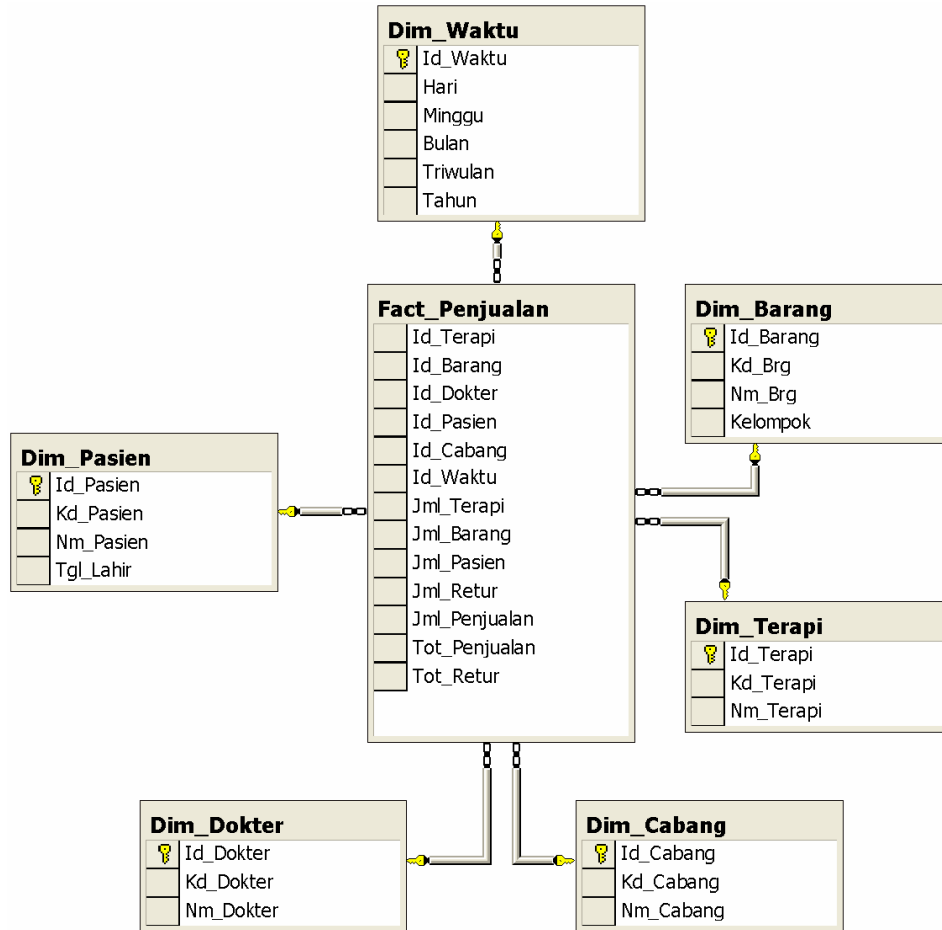 Dim_Waktu
Id_Waktu
Hari
Minggu
Bulan
Triwulan
Tahun
Fact_Penjualan
Id_Terapi
Id_Barang
Id_Dokter
Id_Pasien
Id_Cabang
Id_Waktu
Jml_Terapi
Jml_Barang
Jml_Pasien
Jml_Retur
Jml_Penjualan
Tot_Penjualan
Tot_Retur
Dim_Barang
Id_Barang
Kd_Brg
Nm_Brg
Kelompok
Dim_Pasien
Id_Pasien
Kd_Pasien
Nm_Pasien
Tgl_Lahir
Dim_Terapi
Id_Terapi
Kd_Terapi
Nm_Terapi
Dim_Dokter
Id_Dokter
Kd_Dokter
Nm_Dokter
Dim_Cabang
Id_Cabang
Kd_Cabang
Nm_Cabang